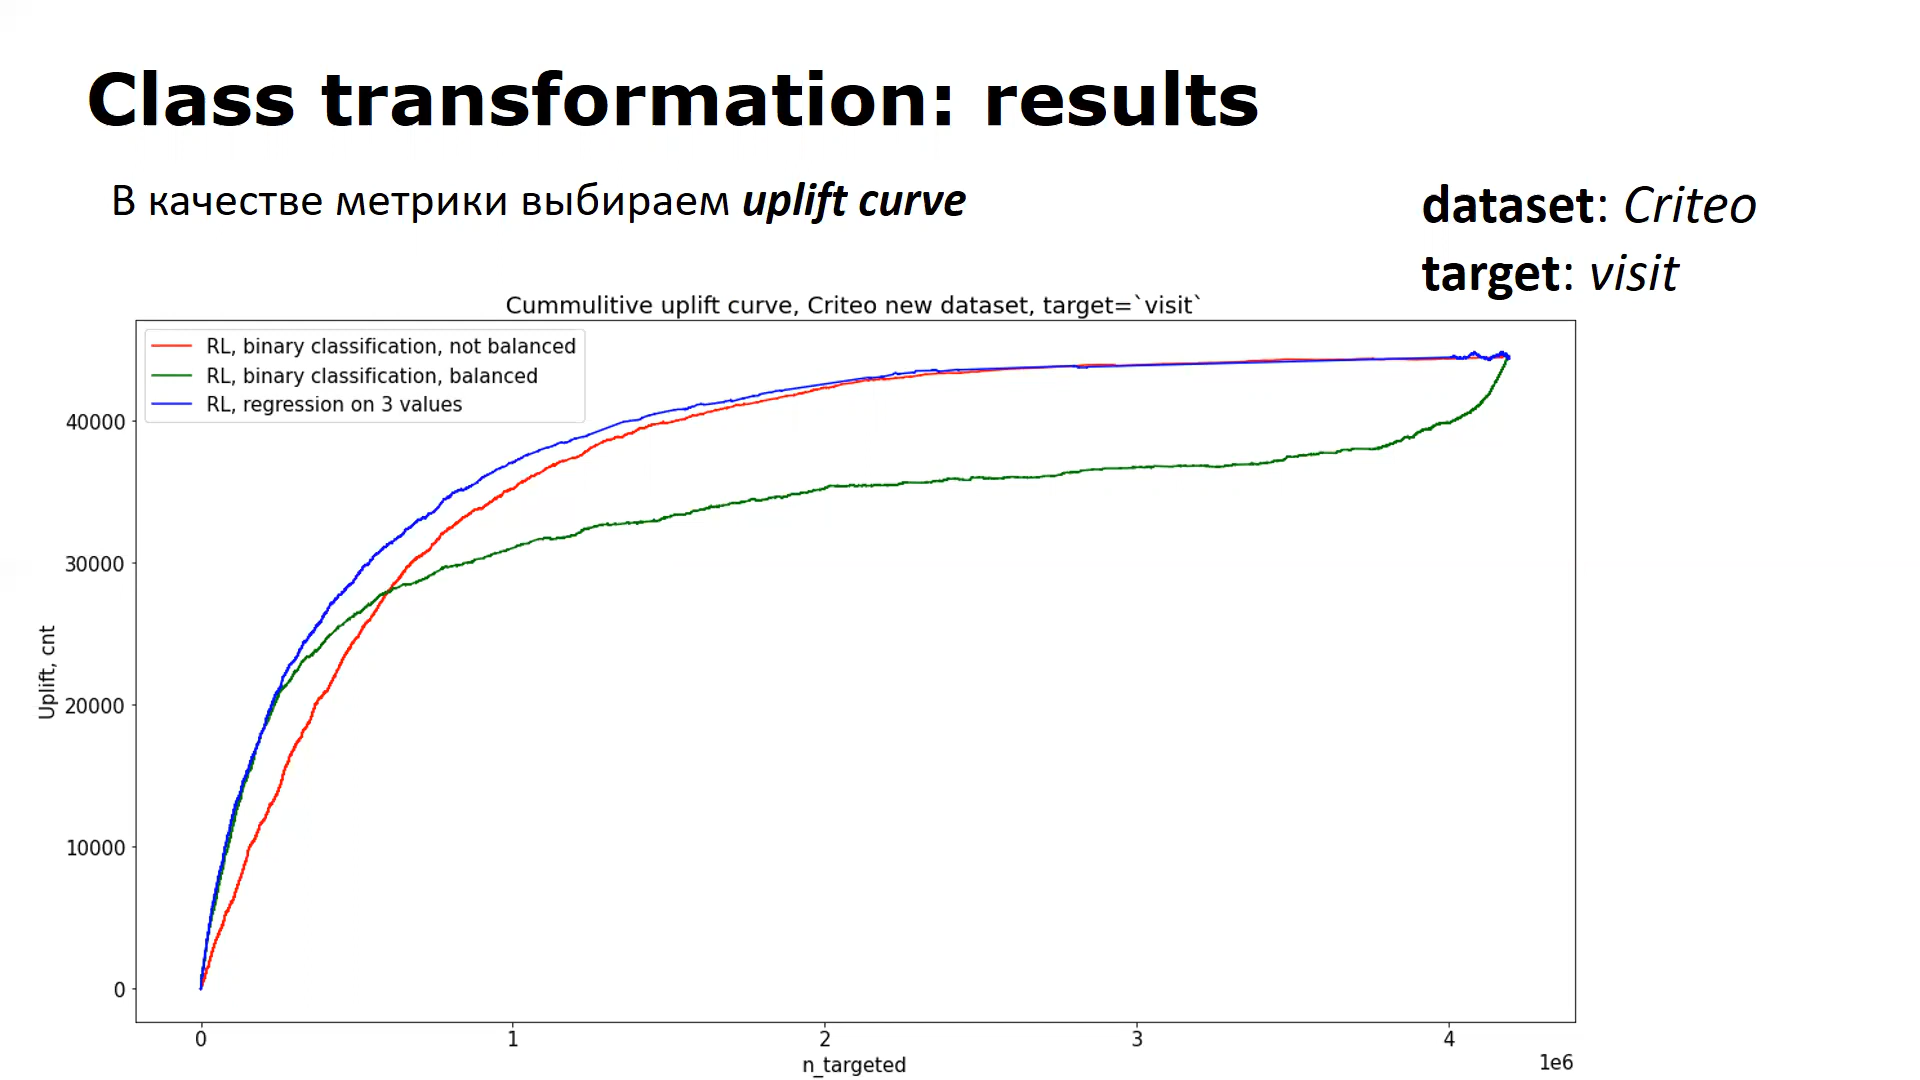 Class transformation: results
В качестве метрики выбираем uplift curve
dataset: Criteo
target: visit
Cummulitive uplift curve, Criteo new dataset, target=`visit`
RL, binary classification, not balanced
RL, binary classification, balanced
RL, regression on 3 values
40000
30000
20000
10000
0
Uplift, cnt
0 1 2 3 4
1e6
n_targeted